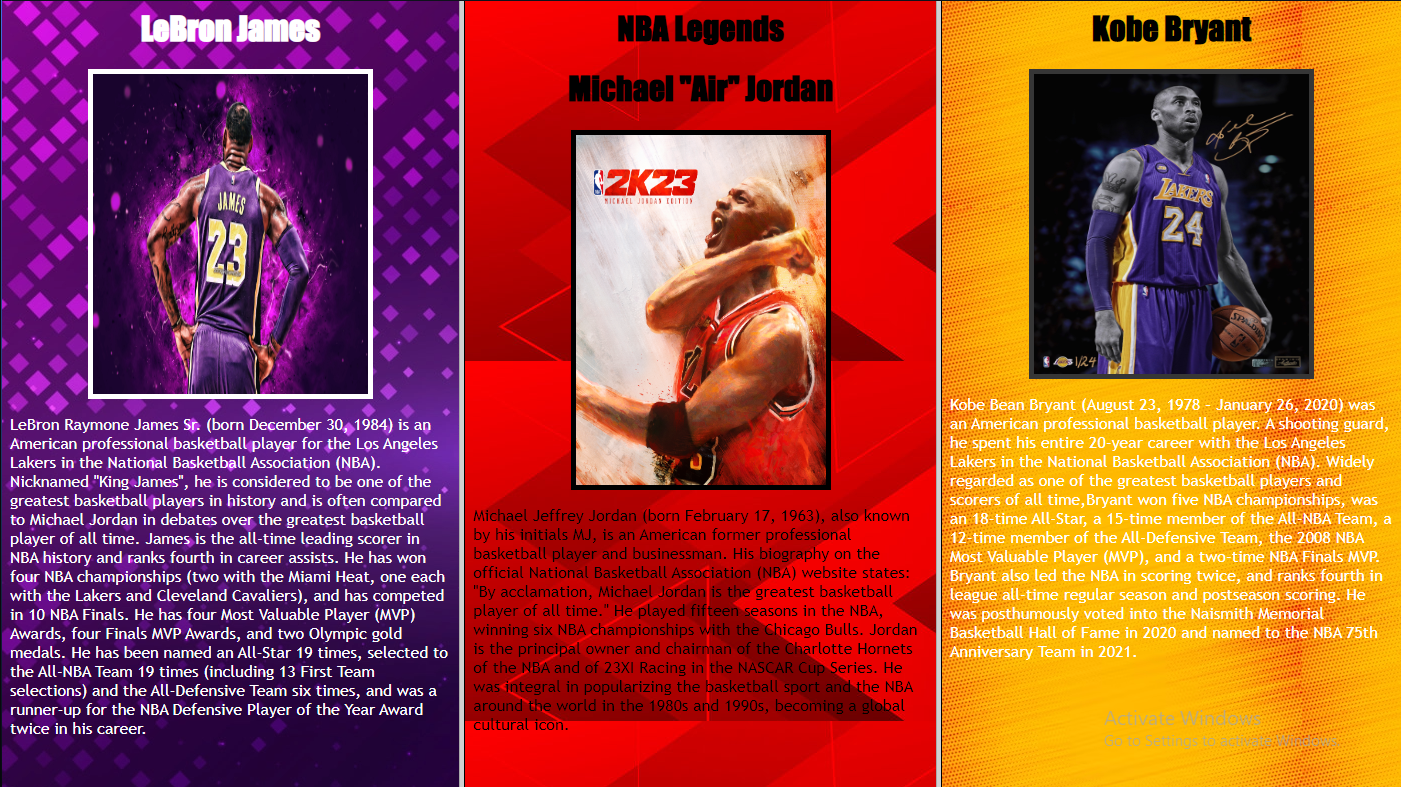 LeBron James
JAMES
23
LeBron Raymone James Sr. (born December 30, 1984) is an
American professional basketball player for the Los Angeles
Lakers in the National Basketball Association (NBA).
Nicknamed "King James", he is considered to be one of the
greatest basketball players in history and is often compared
to Michael Jordan in debates over the greatest basketball
player of all time. James is the all-time leading scorer in
NBA history and ranks fourth in career assists. He has won
four NBA championships (two with the Miami Heat, one each
with the Lakers and Cleveland Cavaliers), and has competed
in 10 NBA Finals. He has four Most Valuable Player (MVP)
Awards, four Finals MVP Awards, and two Olympic gold
medals. He has been named an All-Star 19 times, selected to
the All-NBA Team 19 times (including 13 First Team
selections) and the All-Defensive Team six times, and was a
runner-up for the NBA Defensive Player of the Year Award
twice in his career.
NBA Legends
Michael "Air" Jordan
2K23
MICHAEL JORDAN EDITION
Michael Jeffrey Jordan (born February 17, 1963), also known
by his initials MJ, is an American former professional
basketball player and businessman. His biography on the
official National Basketball Association (NBA) website states:
"By acclamation, Michael Jordan is the greatest basketball
player of all time." He played fifteen seasons in the NBA,
winning six NBA championships with the Chicago Bulls. Jordan
is the principal owner and chairman of the Charlotte Hornets
of the NBA and of 23XI Racing in the NASCAR Cup Series. He
was integral in popularizing the basketball sport and the NBA
around the world in the 1980s and 1990s, becoming a global
cultural icon.
Kobe Bryant
LAKERS
24
SPALDING
1/24
Kobe Bean Bryant (August 23, 1978 – January 26, 2020) was
an American professional basketball player. A shooting guard,
he spent his entire 20-year career with the Los Angeles
Lakers in the National Basketball Association (NBA). Widely
regarded as one of the greatest basketball players and
scorers of all time,Bryant won five NBA championships, was
an 18-time All-Star, a 15-time member of the All-NBA Team, a
12-time member of the All-Defensive Team, the 2008 NBA
Most Valuable Player (MVP), and a two-time NBA Finals MVP.
Bryant also led the NBA in scoring twice, and ranks fourth in
league all-time regular season and postseason scoring. He
was posthumously voted into the Naismith Memorial
Basketball Hall of Fame in 2020 and named to the NBA 75th
Anniversary Team in 2021.
Activate Windows
Go to Settings to activate Windows.